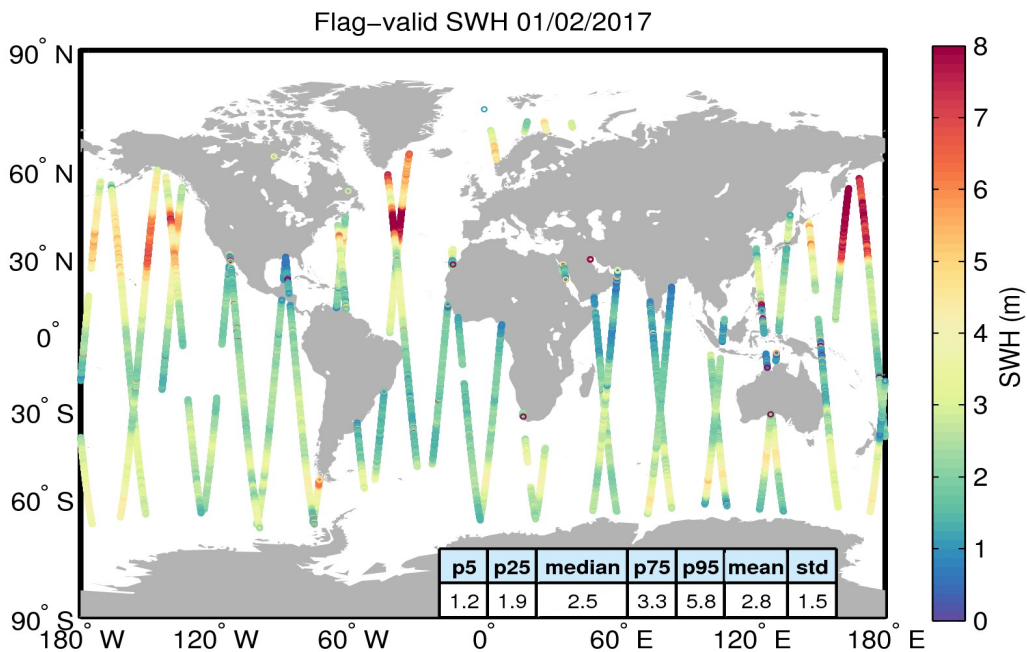 Flag−valid SWH 01/02/2017
90° N
60° N
30° N
0°
30° S
60° S
90° S
180° W
120° W
60° W
0°
60° E
120° E
180° E
p5 p25 median p75 p95 mean std
1.2 1.9 2.5 3.3 5.8 2.8 1.5
8
7
6
5
4
3
2
1
0
SWH (m)